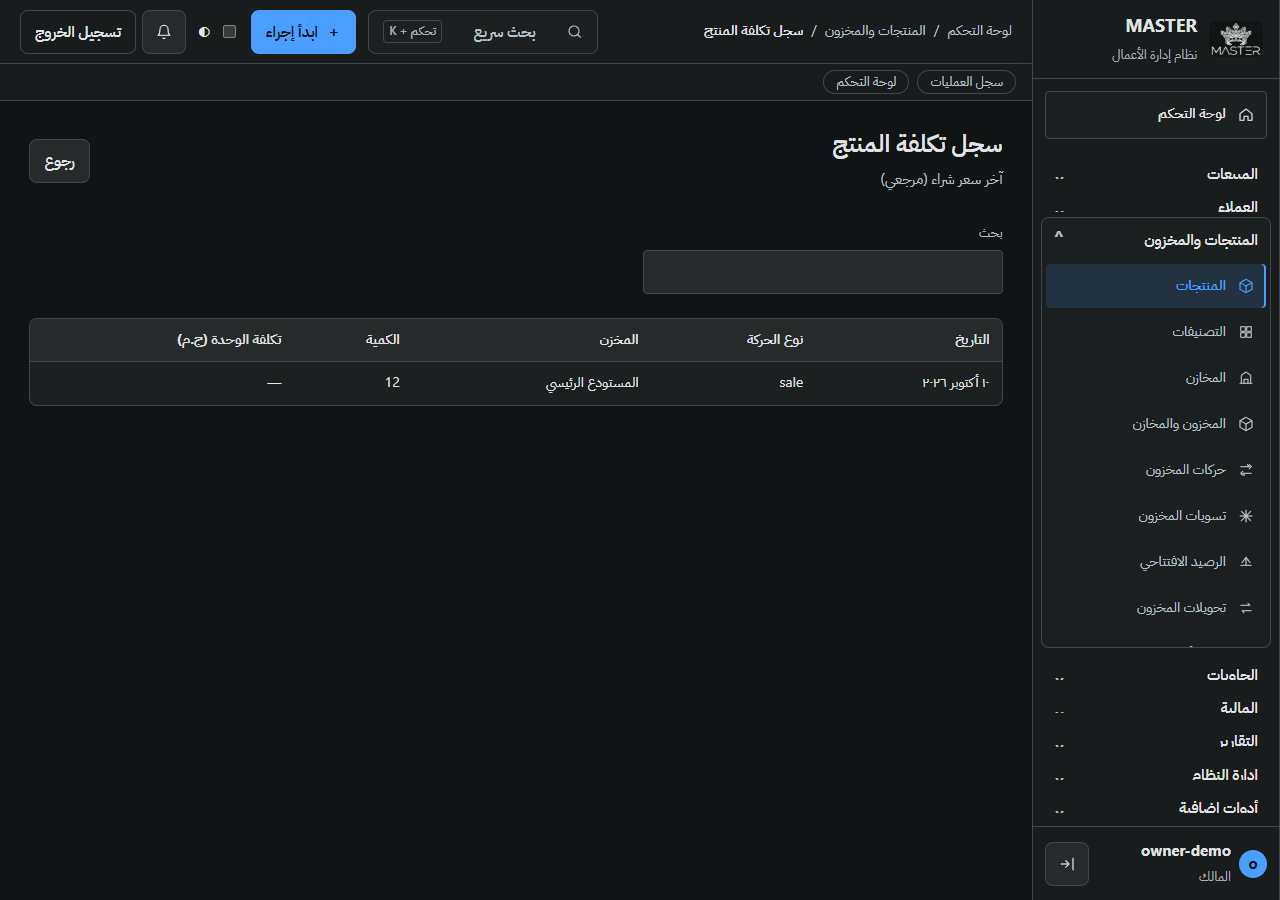 MASTER
نظام إدارة الأعمال
MASTER
لوحة التحكم
المبيعات
العملاء
المنتجات والمخزون
المنتجات
التصنيفات
المخازن
المخزون والمخازن
حركات المخزون
تسويات المخزون
الرصيد الافتتاحي
تحويلات المخزون
الحاويات
المالية
التقارير
إدارة النظام
أدوات إضافية
owner-demo
المالك
o
لوحة التحكم / المنتجات والمخزون / سجل تكلفة المنتج
بحث سريع
تحكم + K
+ ابدأ إجراء
تسجيل الخروج
سجل العمليات
لوحة التحكم
سجل تكلفة المنتج
آخر سعر شراء (مرجعي)
رجوع
بحث
التاريخ نوع الحركة المخزن الكمية تكلفة الوحدة (ج.م)
١٠ أكتوبر ٢٠٢٦ sale المستودع الرئيسي 12 —